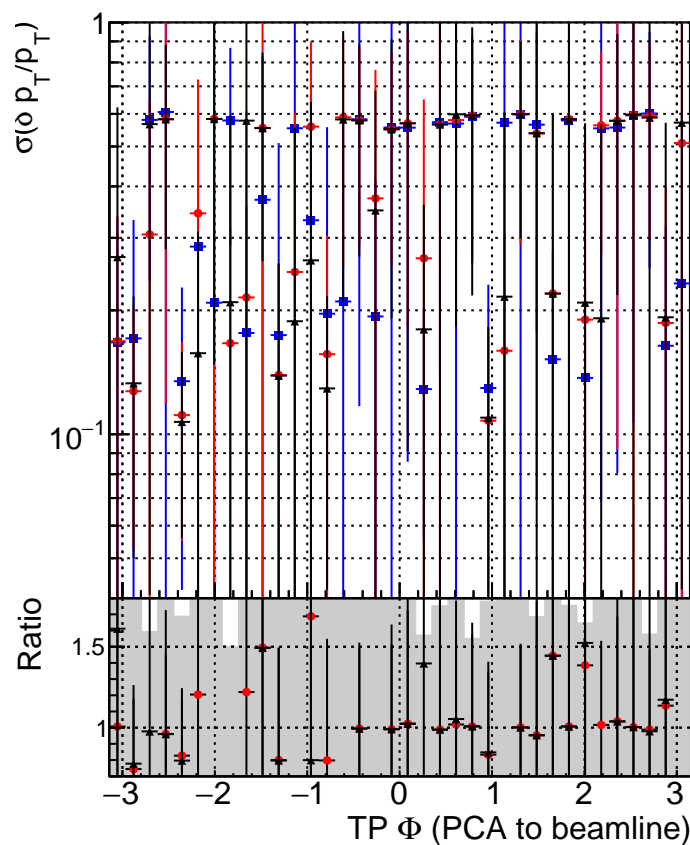 σ(δ p_T/p_T)
1
10⁻¹
Ratio
1.5
1
−3 −2 −1 0 1 2 3
TP Φ (PCA to beamline)